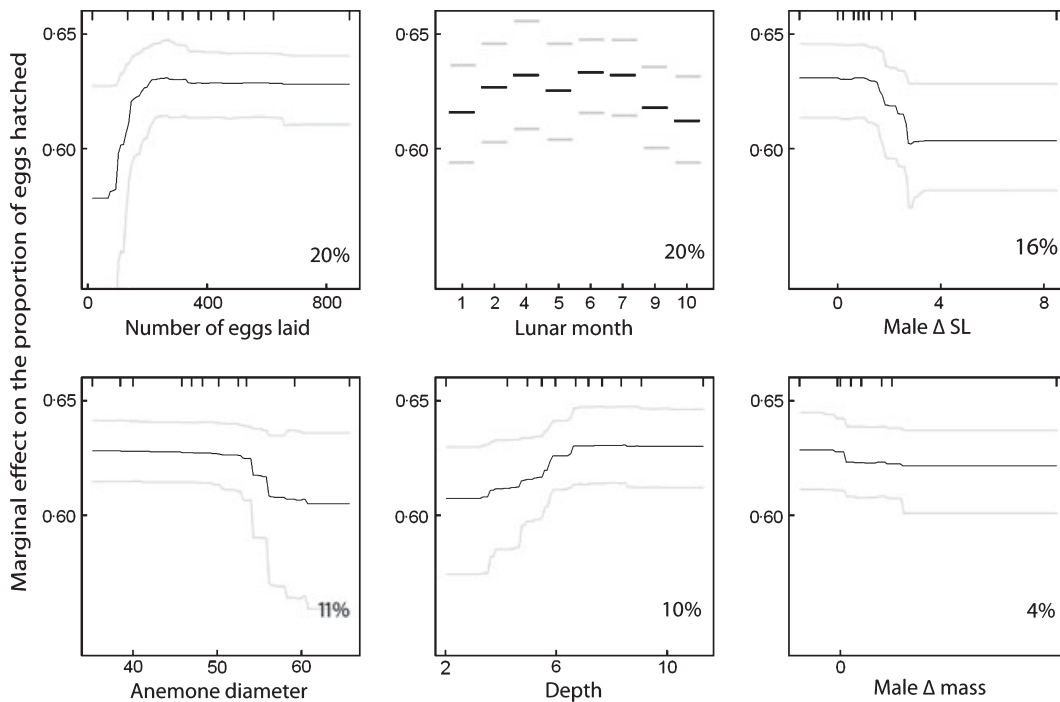 Marginal effect on the proportion of eggs hatched
0·65
0·60
20%
0 400 800
Number of eggs laid
0·65
0·60
20%
1 2 4 5 6 7 9 10
Lunar month
0·65
0·60
16%
0 4 8
Male Δ SL
0·65
0·60
11%
40 50 60
Anemone diameter
0·65
0·60
10%
2 6 10
Depth
0·65
0·60
4%
0
Male Δ mass